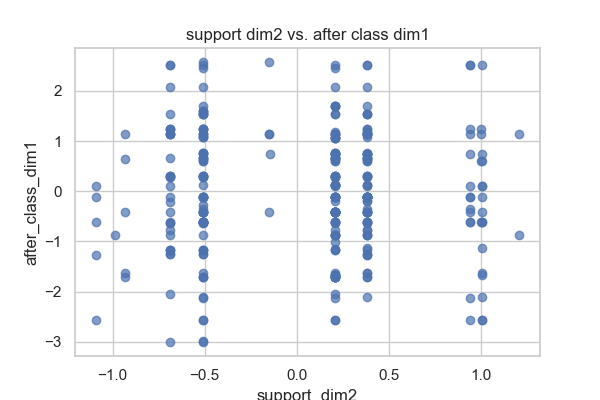 support dim2 vs. after class dim1
after_class_dim1
2
1
0
−1
−2
−3
−1.0 −0.5 0.0 0.5 1.0
support_dim2